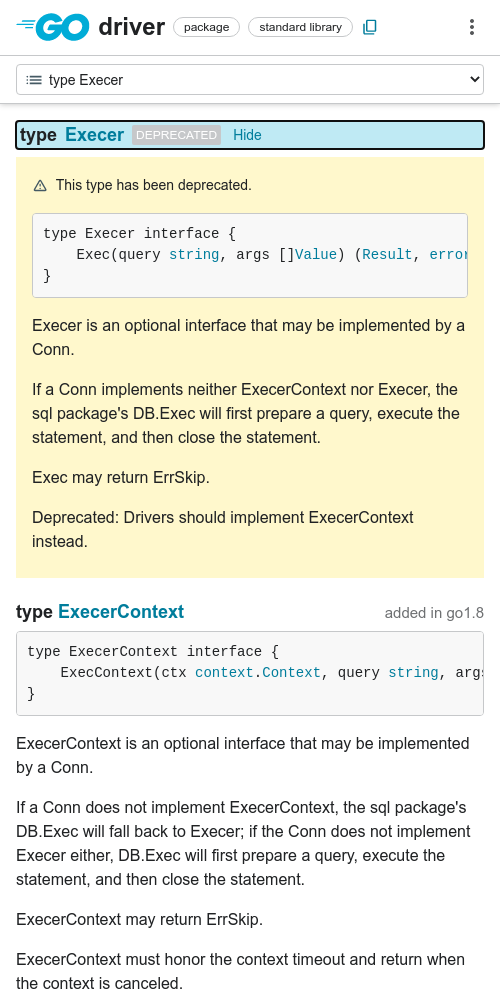 GO driver package standard library
type Execer
type Execer DEPRECATED Hide
This type has been deprecated.
type Execer interface {
    Exec(query string, args []Value) (Result, error
}
Execer is an optional interface that may be implemented by a
Conn.
If a Conn implements neither ExecerContext nor Execer, the
sql package's DB.Exec will first prepare a query, execute the
statement, and then close the statement.
Exec may return ErrSkip.
Deprecated: Drivers should implement ExecerContext
instead.
type ExecerContext added in go1.8
type ExecerContext interface {
    ExecContext(ctx context.Context, query string, args
}
ExecerContext is an optional interface that may be implemented
by a Conn.
If a Conn does not implement ExecerContext, the sql package's
DB.Exec will fall back to Execer; if the Conn does not implement
Execer either, DB.Exec will first prepare a query, execute the
statement, and then close the statement.
ExecerContext may return ErrSkip.
ExecerContext must honor the context timeout and return when
the context is canceled.